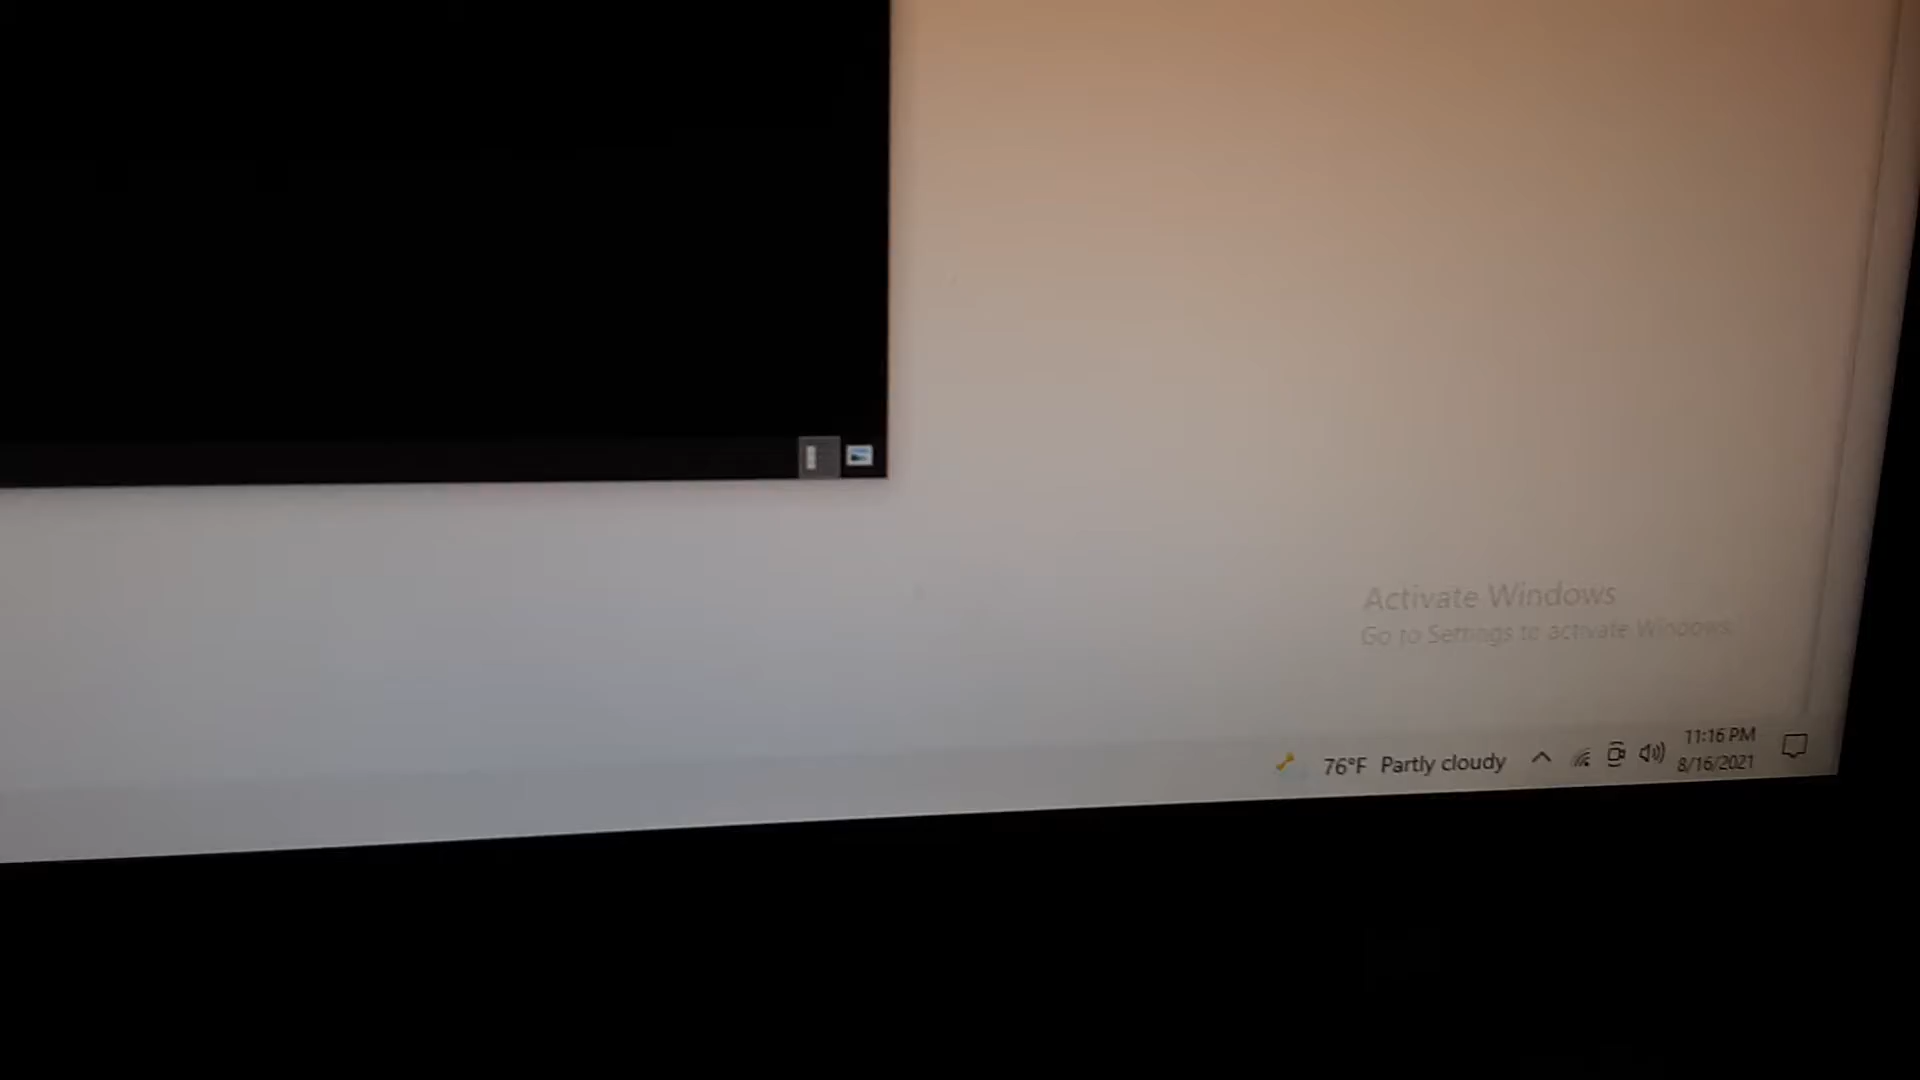 Activate Windows
Go to Settings to activate Windows.
76°F Partly cloudy
11:16 PM
8/16/2021